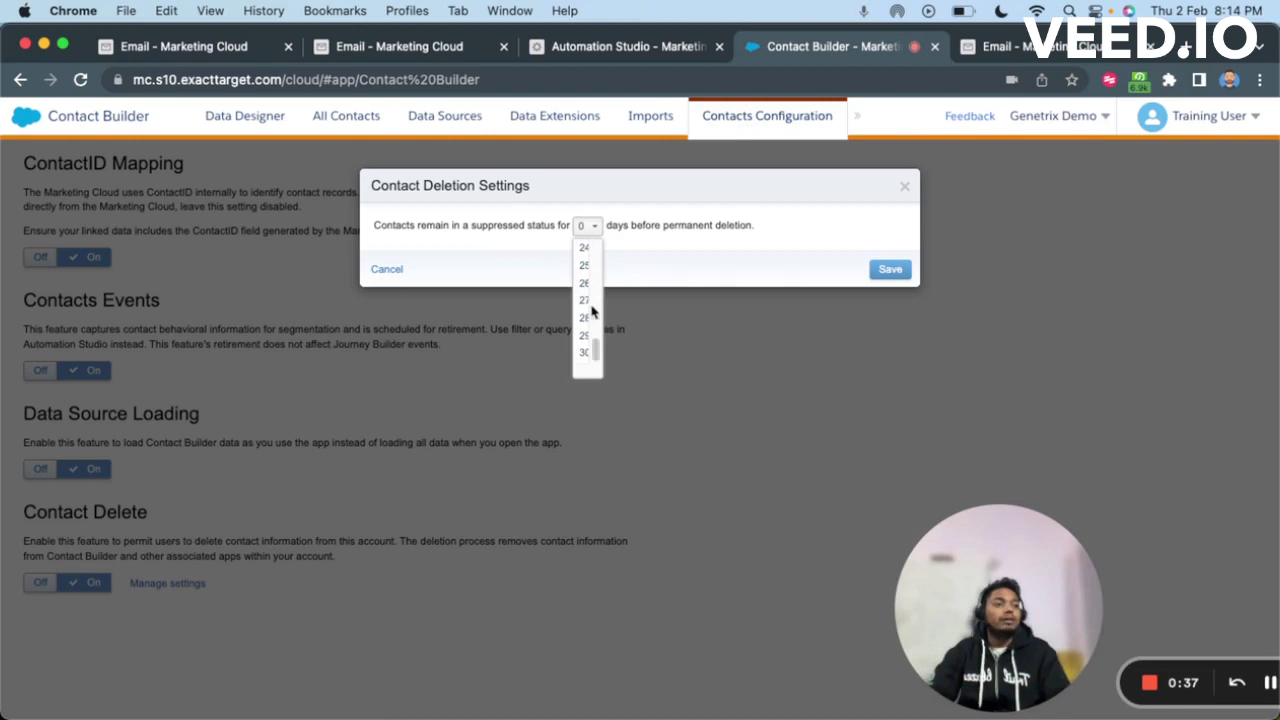 Chrome File Edit View History Bookmarks Profiles Tab Window Help Thu 2 Feb 8:14 PM
VEED.IO
Email - Marketing Cloud
Email - Marketing Cloud
Automation Studio - Marketin
Contact Builder - Marketi
Email - Marketing Clou
mc.s10.exacttarget.com/cloud/#app/Contact%20Builder
6.9k
Contact Builder Data Designer All Contacts Data Sources Data Extensions Imports Contacts Configuration » Feedback Genetrix Demo Training User
ContactID Mapping
The Marketing Cloud uses ContactID internally to identify contact records.
directly from the Marketing Cloud, leave this setting disabled.
Ensure your linked data includes the ContactID field generated by the Ma
Off On
Contact Deletion Settings
Contacts remain in a suppressed status for 0 days before permanent deletion.
24
25
26
27
28
29
30
Cancel Save
Contacts Events
This feature captures contact behavioral information for segmentation and is scheduled for retirement. Use filter or query in
Automation Studio instead. This feature's retirement does not affect Journey Builder events.
Off On
Data Source Loading
Enable this feature to load Contact Builder data as you use the app instead of loading all data when you open the app.
Off On
Contact Delete
Enable this feature to permit users to delete contact information from this account. The deletion process removes contact information
from Contact Builder and other associated apps within your account.
Off On Manage settings
0:37